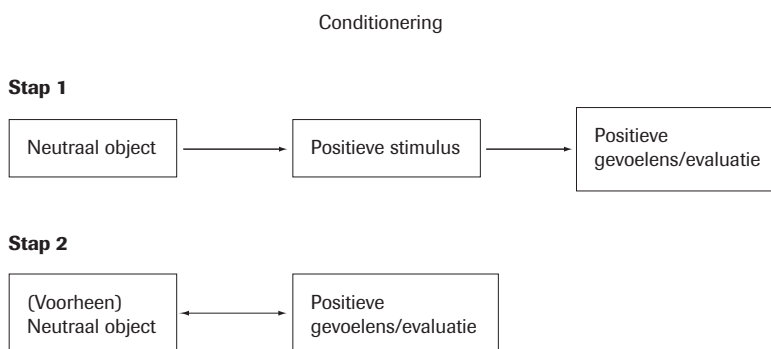 Conditionering
Stap 1
Neutraal object
Positieve stimulus
Positieve
gevoelens/evaluatie
Stap 2
(Voorheen)
Neutraal object
Positieve
gevoelens/evaluatie